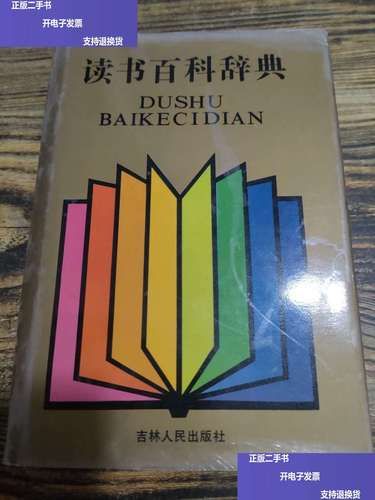 正版二手书
开电子发票
支持退换货
读书百科辞典
DUSHU
BAIKECIDIAN
吉林人民出版社
正版二手书
开电子发票
支持退换货